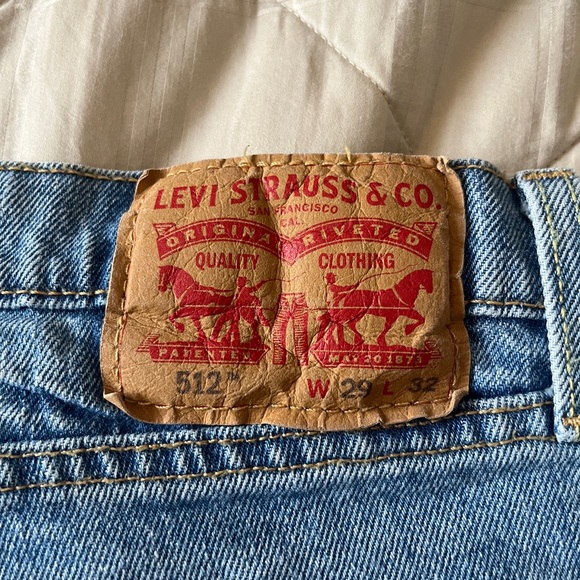 LEVI STRAUSS & CO.
SAN FRANCISCO
CAL.
ORIGINAL RIVETED
QUALITY CLOTHING
PATENTED MAY 20 1873
512™ W 29 L 32